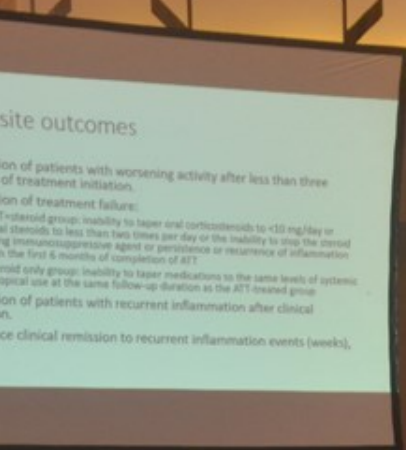 site outcomes
ion of patients with worsening activity after less than three
of treatment initiation.
ion of treatment failure:
T+steroid group: inability to taper oral corticosteroids to <10 mg/day or
al steroids to less than two times per day or the inability to stop the steroid
ng immunosuppressive agent or persistence or recurrence of inflammation
n the first 6 months of completion of ATT
roid only group: inability to taper medications to the same levels of systemic
opical use at the same follow-up duration as the ATT-treated group
ion of patients with recurrent inflammation after clinical
n.
ce clinical remission to recurrent inflammation events (weeks),